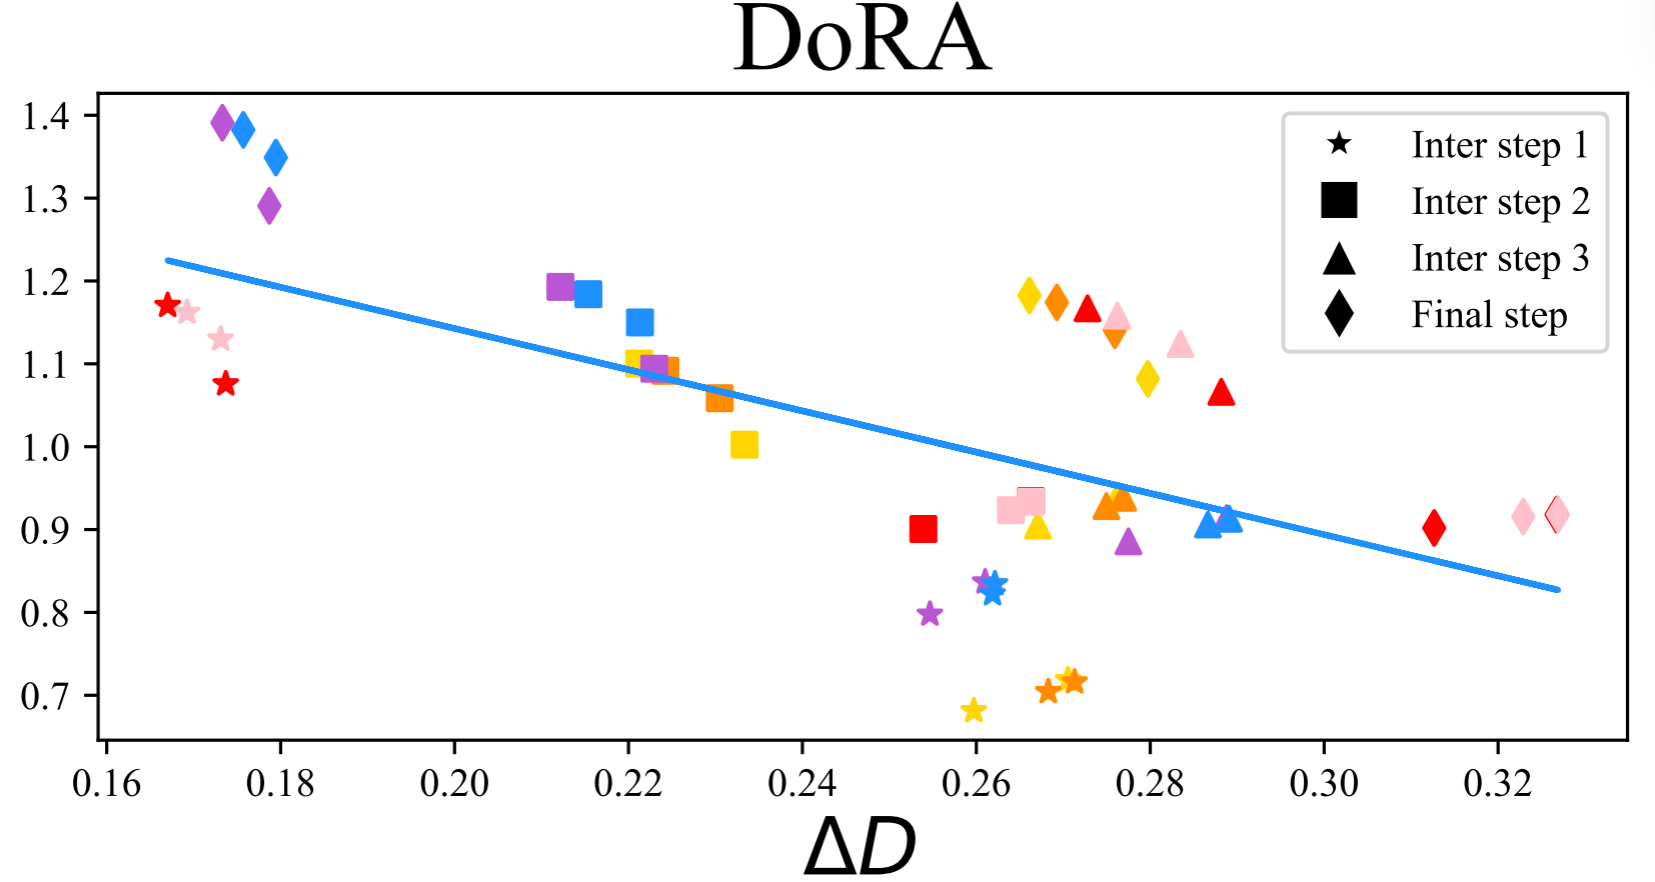 DoRA
1.4
1.3
1.2
1.1
1.0
0.9
0.8
0.7
Inter step 1
Inter step 2
Inter step 3
Final step
0.16 0.18 0.20 0.22 0.24 0.26 0.28 0.30 0.32
ΔD